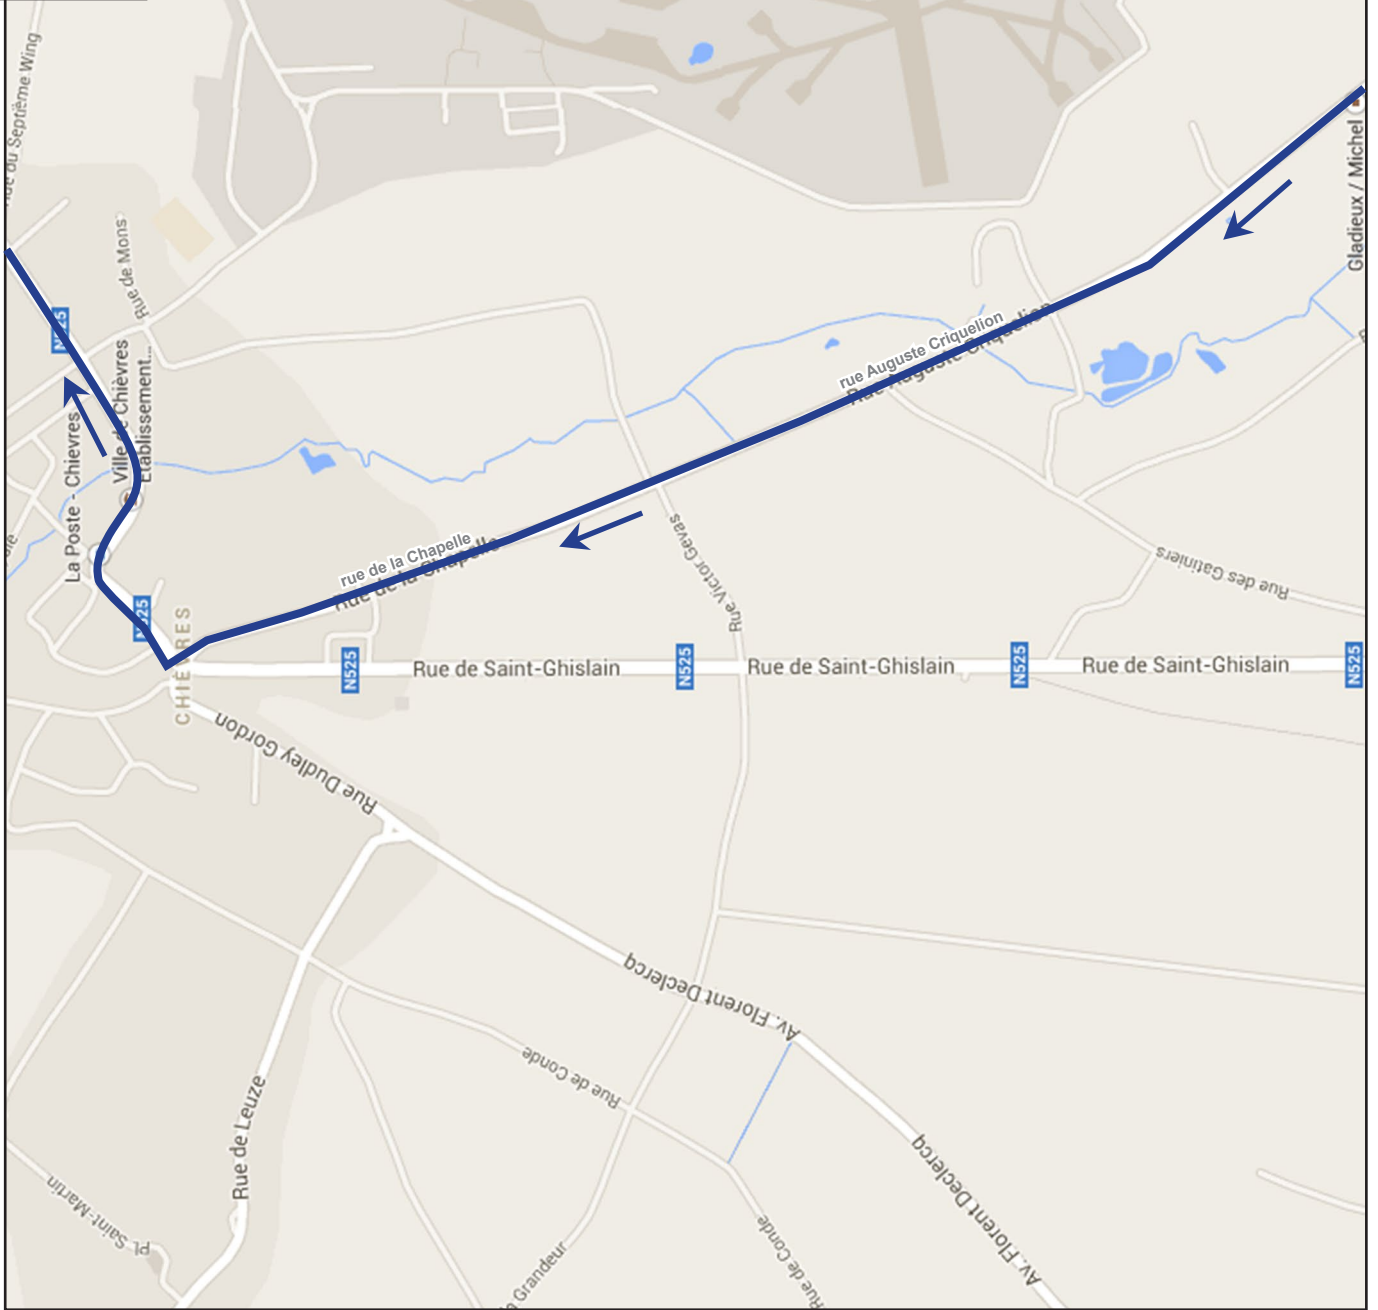 Rue du Septième Wing
Rue de Mons
N525
Ville de Chièvres
Etablissement...
La Poste - Chievres
Gladieux / Michel
rue Auguste Criquelion
Rue Auguste Criquelion
rue de la Chapelle
Rue de la Chapelle
Rue Victor Gevas
Rue des Gatiniers
N525
CHIÈVRES
N525
Rue de Saint-Ghislain
N525
Rue de Saint-Ghislain
N525
Rue de Saint-Ghislain
N525
Rue Dudley Gordon
Av. Florent Declercq
Rue de Conde
Rue de Leuze
Av. Florent Declercq
Pl. Saint-Martin
Rue de Conde
Grandeur